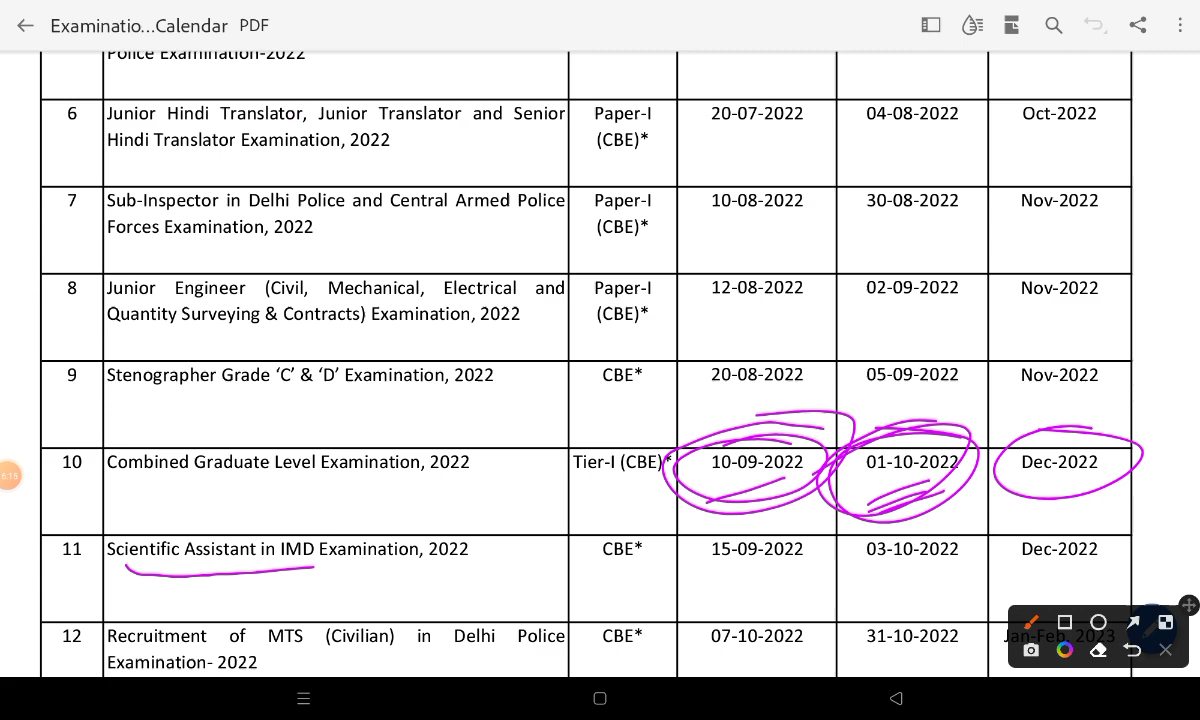 Examinatio...Calendar PDF
Police Examination-2022
6 Junior Hindi Translator, Junior Translator and Senior Hindi Translator Examination, 2022 Paper-I (CBE)* 20-07-2022 04-08-2022 Oct-2022
7 Sub-Inspector in Delhi Police and Central Armed Police Forces Examination, 2022 Paper-I (CBE)* 10-08-2022 30-08-2022 Nov-2022
8 Junior Engineer (Civil, Mechanical, Electrical and Quantity Surveying & Contracts) Examination, 2022 Paper-I (CBE)* 12-08-2022 02-09-2022 Nov-2022
9 Stenographer Grade ‘C’ & ‘D’ Examination, 2022 CBE* 20-08-2022 05-09-2022 Nov-2022
10 Combined Graduate Level Examination, 2022 Tier-I (CBE)* 10-09-2022 01-10-2022 Dec-2022
6:15
11 Scientific Assistant in IMD Examination, 2022 CBE* 15-09-2022 03-10-2022 Dec-2022
12 Recruitment of MTS (Civilian) in Delhi Police Examination- 2022 CBE* 07-10-2022 31-10-2022 Jan-Feb, 2023